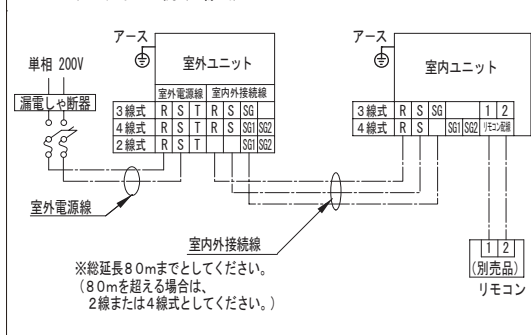 アース
室外ユニット
室外電源線 室内外接続線
3線式 R S T R S SG
4線式 R S T R S SG1 SG2
2線式 R S T SG1 SG2
単相 200V
漏電しゃ断器
室外電源線
室内外接続線
※総延長80mまでとしてください。
(80mを超える場合は、
2線または4線式としてください。)
アース
室内ユニット
3線式 R S SG 1 2
4線式 R S SG1 SG2 リモコン配線
1 2
(別売品)
リモコン